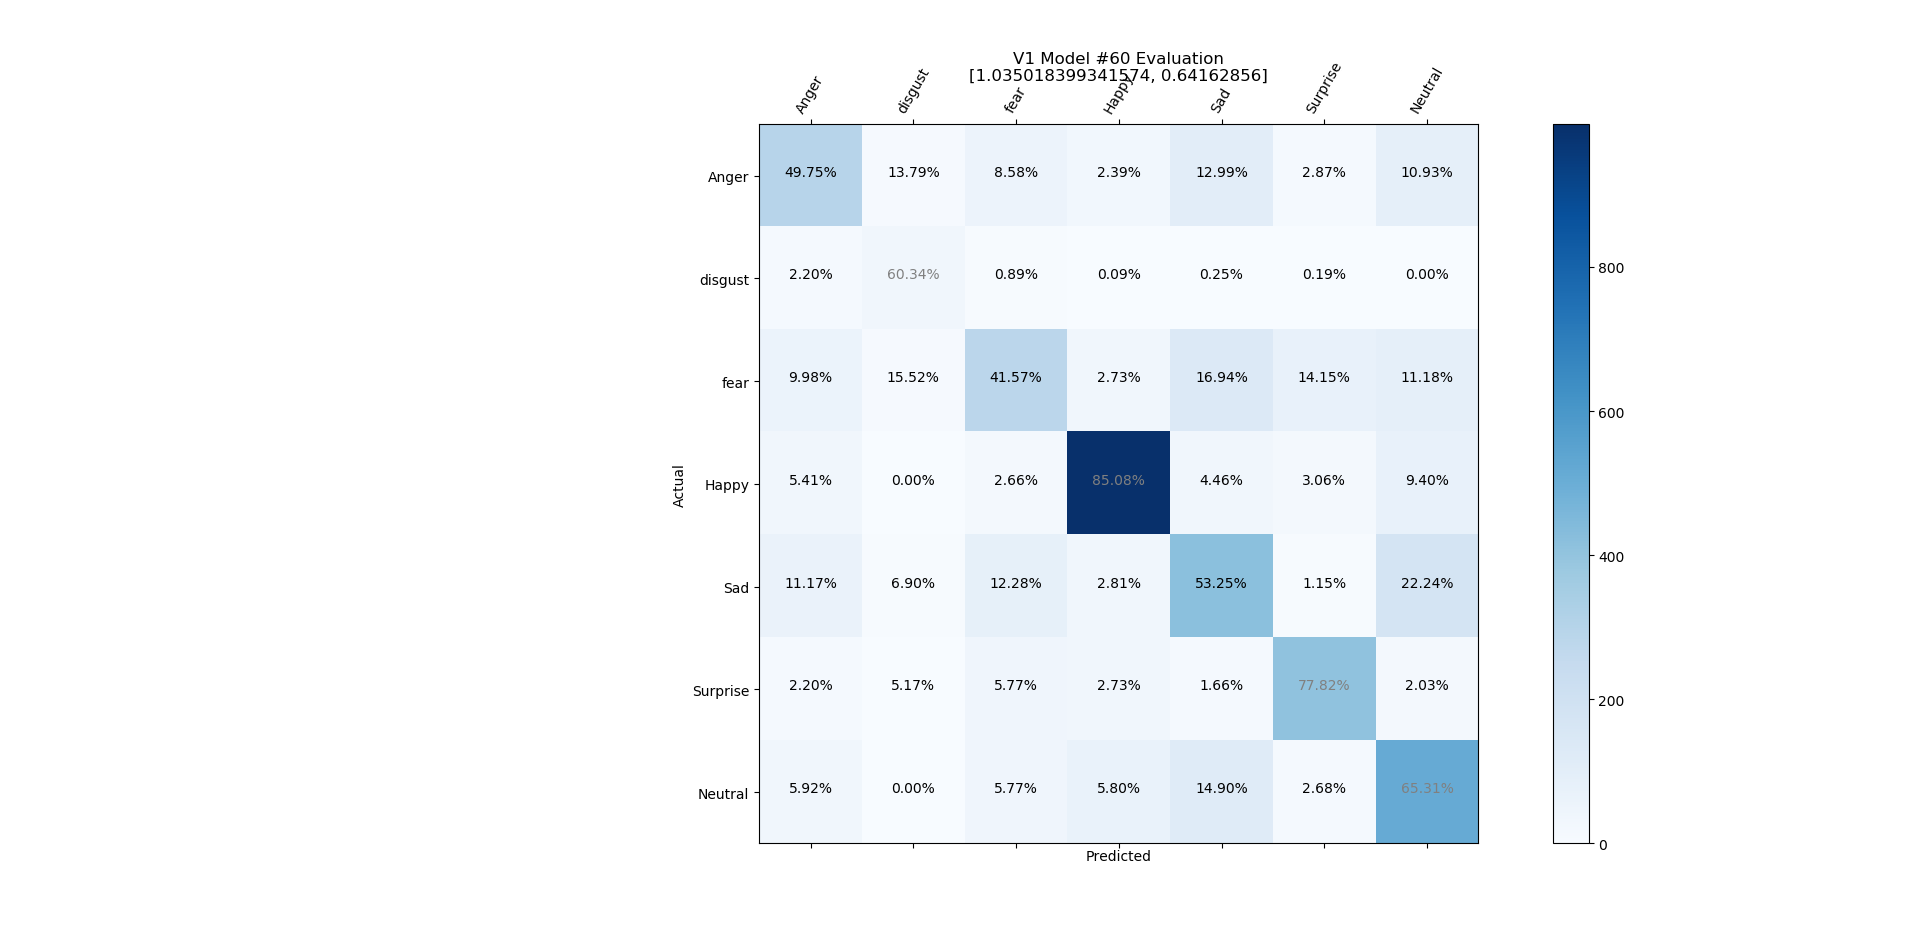 V1 Model #60 Evaluation
[1.035018399341574, 0.64162856]
Anger disgust fear Happy Sad Surprise Neutral
Anger 49.75% 13.79% 8.58% 2.39% 12.99% 2.87% 10.93%
disgust 2.20% 60.34% 0.89% 0.09% 0.25% 0.19% 0.00%
fear 9.98% 15.52% 41.57% 2.73% 16.94% 14.15% 11.18%
Happy 5.41% 0.00% 2.66% 85.08% 4.46% 3.06% 9.40%
Sad 11.17% 6.90% 12.28% 2.81% 53.25% 1.15% 22.24%
Surprise 2.20% 5.17% 5.77% 2.73% 1.66% 77.82% 2.03%
Neutral 5.92% 0.00% 5.77% 5.80% 14.90% 2.68% 65.31%
Actual
Predicted
800
600
400
200
0